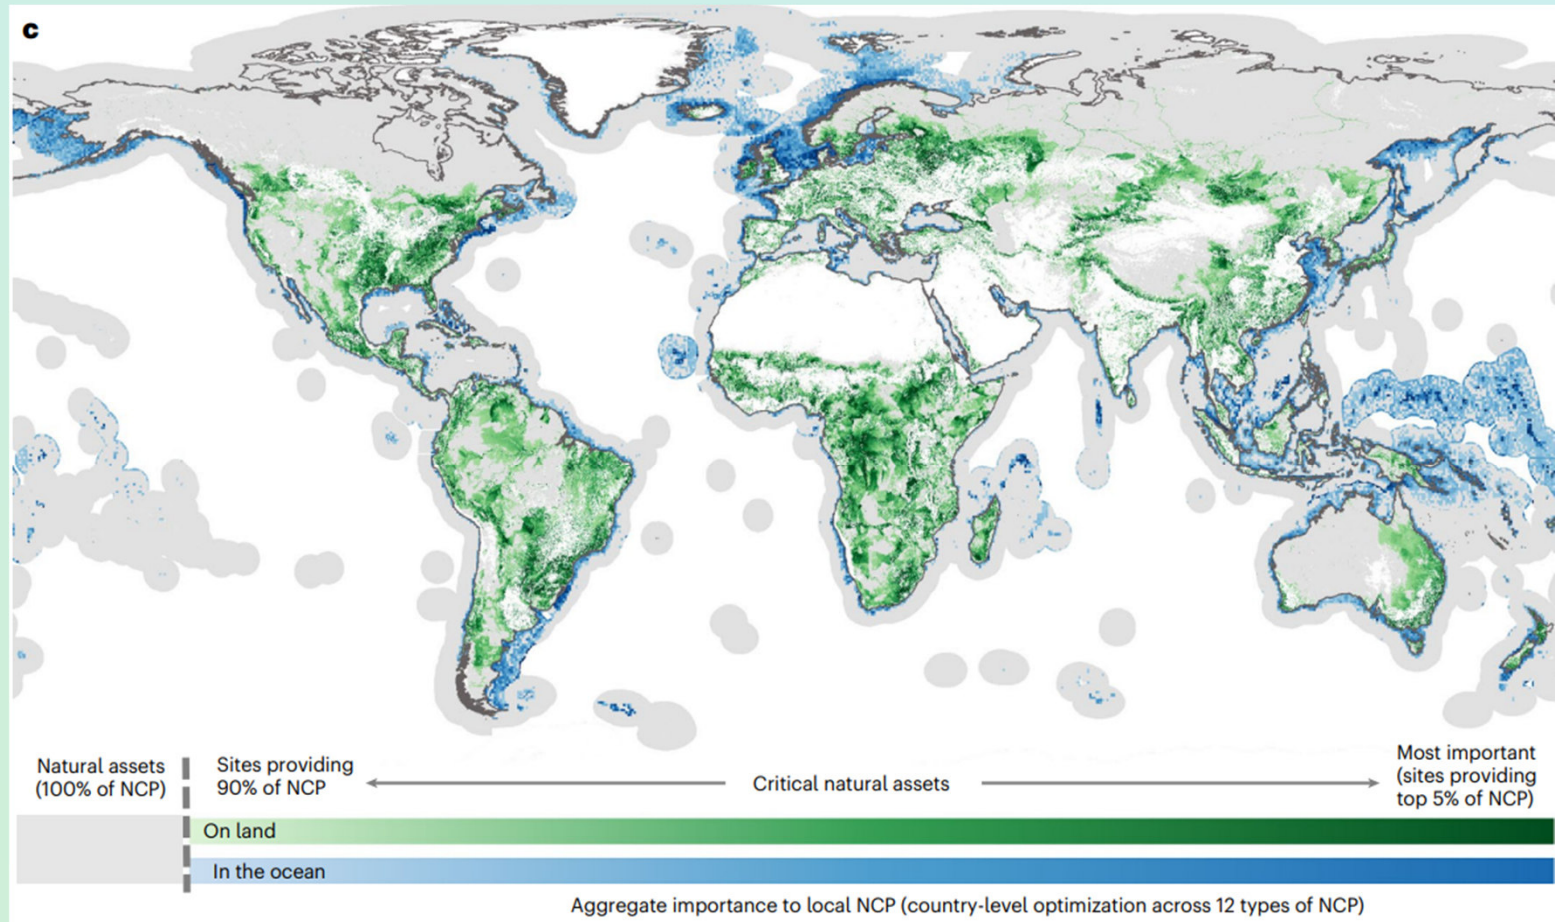 c
Natural assets
(100% of NCP)
Sites providing
90% of NCP
Critical natural assets
Most important
(sites providing
top 5% of NCP)
On land
In the ocean
Aggregate importance to local NCP (country-level optimization across 12 types of NCP)